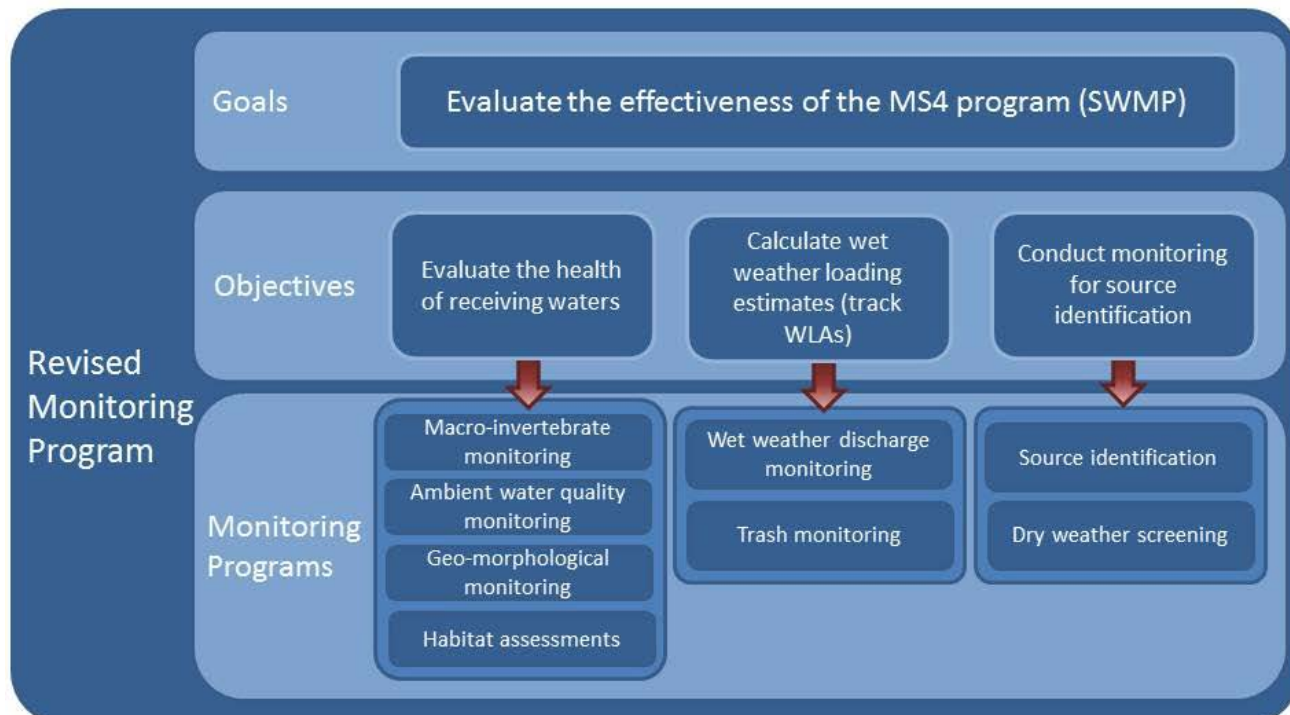 Revised
Monitoring
Program
Goals
Evaluate the effectiveness of the MS4 program (SWMP)
Objectives
Evaluate the health
of receiving waters
Calculate wet
weather loading
estimates (track
WLAs)
Conduct monitoring
for source
identification
Monitoring
Programs
Macro-invertebrate
monitoring
Ambient water quality
monitoring
Geo-morphological
monitoring
Habitat assessments
Wet weather discharge
monitoring
Trash monitoring
Source identification
Dry weather screening